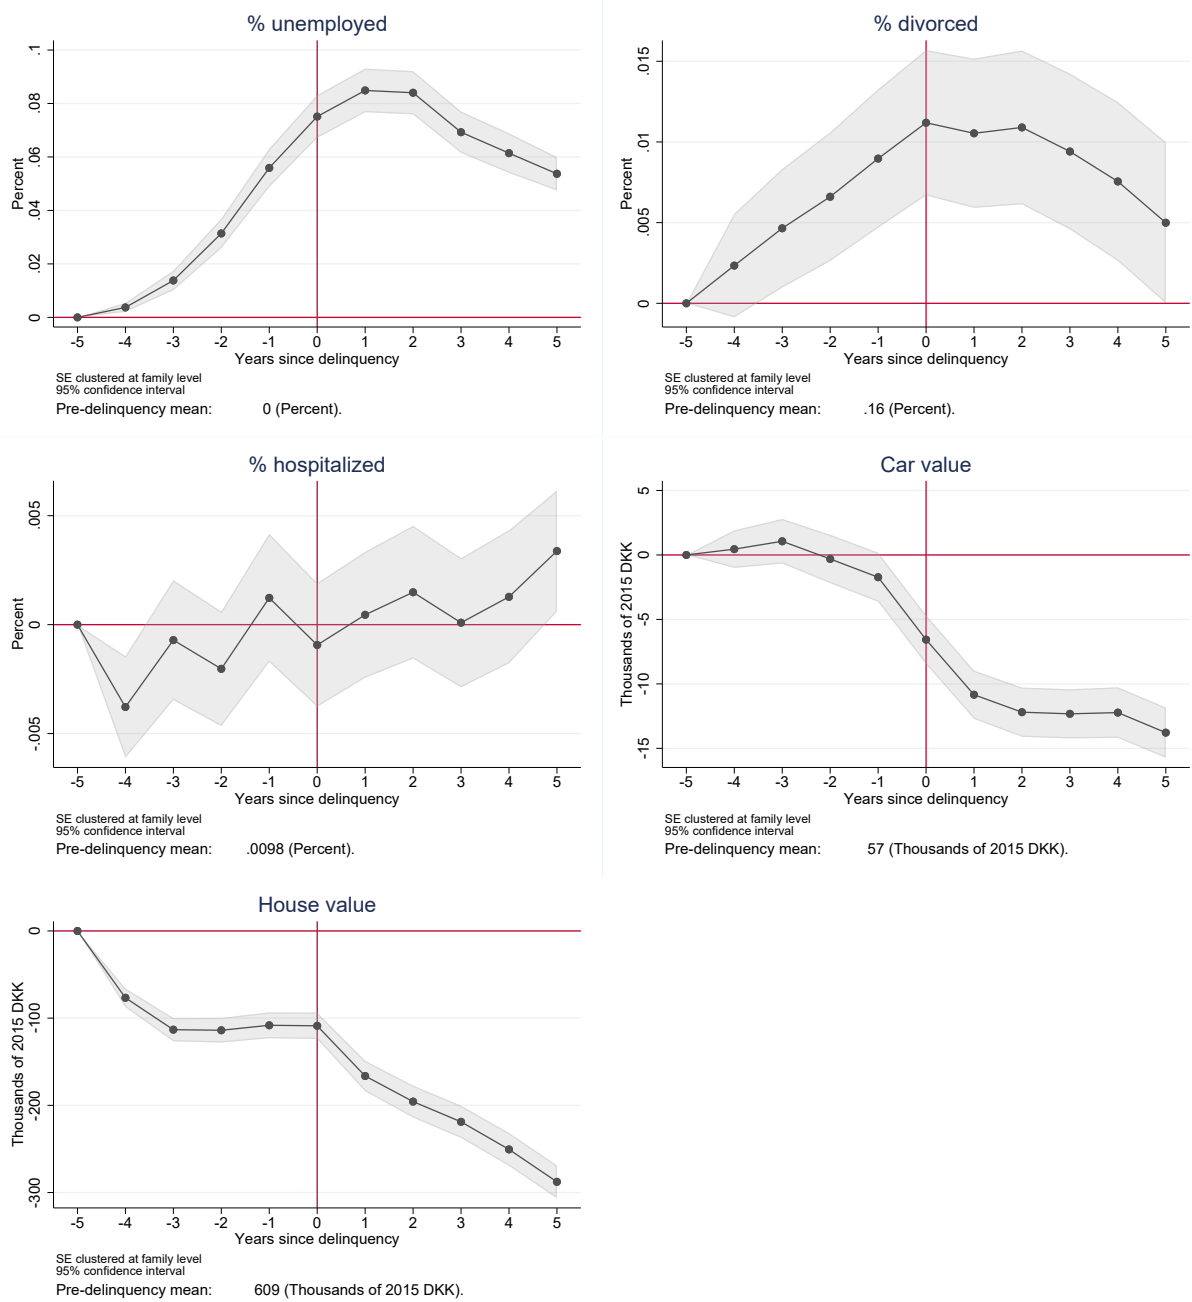 % unemployed
.1
.08
.06
.04
.02
0
Percent
-5 -4 -3 -2 -1 0 1 2 3 4 5
Years since delinquency
SE clustered at family level
95% confidence interval
Pre-delinquency mean: 0 (Percent).
% divorced
.015
.01
.005
0
Percent
-5 -4 -3 -2 -1 0 1 2 3 4 5
Years since delinquency
SE clustered at family level
95% confidence interval
Pre-delinquency mean: .16 (Percent).
% hospitalized
.005
0
-.005
Percent
-5 -4 -3 -2 -1 0 1 2 3 4 5
Years since delinquency
SE clustered at family level
95% confidence interval
Pre-delinquency mean: .0098 (Percent).
Car value
5
0
-5
-10
-15
Thousands of 2015 DKK
-5 -4 -3 -2 -1 0 1 2 3 4 5
Years since delinquency
SE clustered at family level
95% confidence interval
Pre-delinquency mean: 57 (Thousands of 2015 DKK).
House value
0
-100
-200
-300
Thousands of 2015 DKK
-5 -4 -3 -2 -1 0 1 2 3 4 5
Years since delinquency
SE clustered at family level
95% confidence interval
Pre-delinquency mean: 609 (Thousands of 2015 DKK).